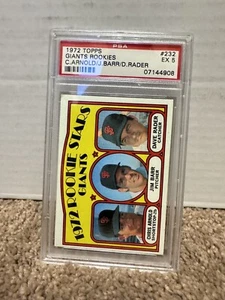 PSA
1972 TOPPS #232
GIANTS ROOKIES EX 5
C.ARNOLD/J.BARR/D.RADER
07144908
1972 ROOKIE STARS
GIANTS
DAVE RADER
CATCHER
JIM BARR
PITCHER
CHRIS ARNOLD